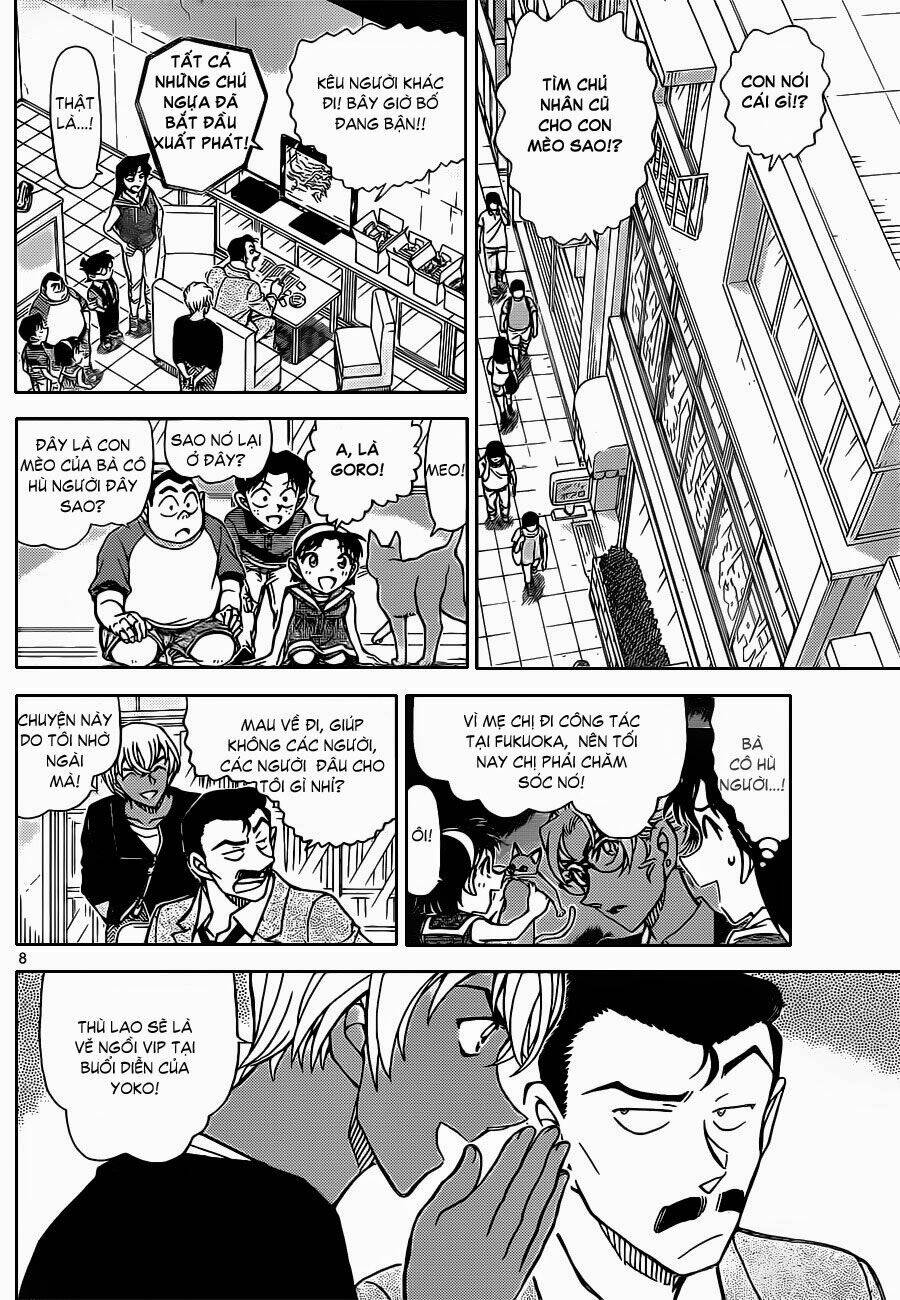 CON NÓI
CÁI GÌ!?
TÌM CHỦ
NHÂN CŨ
CHO CON
MÈO SAO!?
KÊU NGƯỜI KHÁC
ĐI! BÂY GIỜ BỐ
ĐANG BẬN!!
TẤT CẢ
NHỮNG CHÚ
NGỰA ĐÃ
BẮT ĐẦU
XUẤT PHÁT!
THẬT
LÀ...!
MEO!
A, LÀ
GORO!
SAO NÓ LẠI
Ở ĐÂY?
ĐÂY LÀ CON
MÈO CỦA BÀ CÔ
HÙ NGƯỜI ĐÂY
SAO?
BÀ
CÔ HÙ
NGƯỜI...!
VÌ MẸ CHỊ ĐI CÔNG TÁC
TẠI FUKUOKA, NÊN TỐI
NAY CHỊ PHẢI CHĂM
SÓC NÓ!
ÔI!
MAU VỀ ĐI, GIÚP
KHÔNG CÁC NGƯỜI,
CÁC NGƯỜI ĐÂU CHO
TÔI GÌ NHỈ?
CHUYỆN NÀY
DO TÔI NHỜ
NGÀI
MÀ!
8
THÙ LAO SẼ LÀ
VÉ NGỒI VIP TẠI
BUỔI DIỄN CỦA
YOKO!